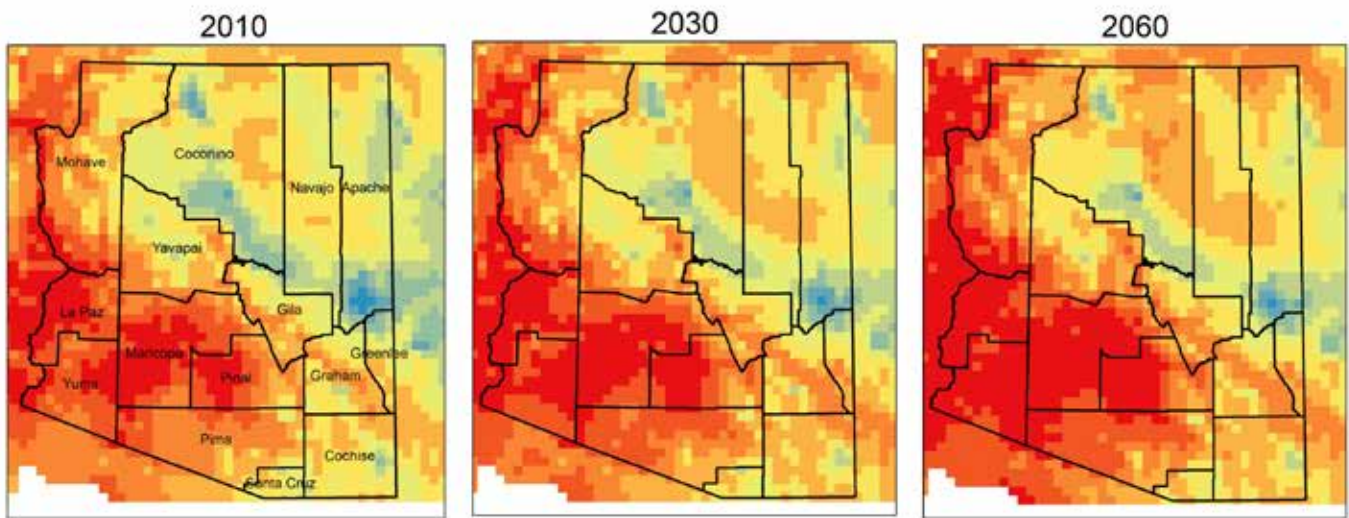 2010
2030
2060
Mohave
Coconino
Navajo
Apache
Yavapai
La Paz
Gila
Maricopa
Greenlee
Yuma
Pinal
Graham
Pima
Cochise
Santa Cruz